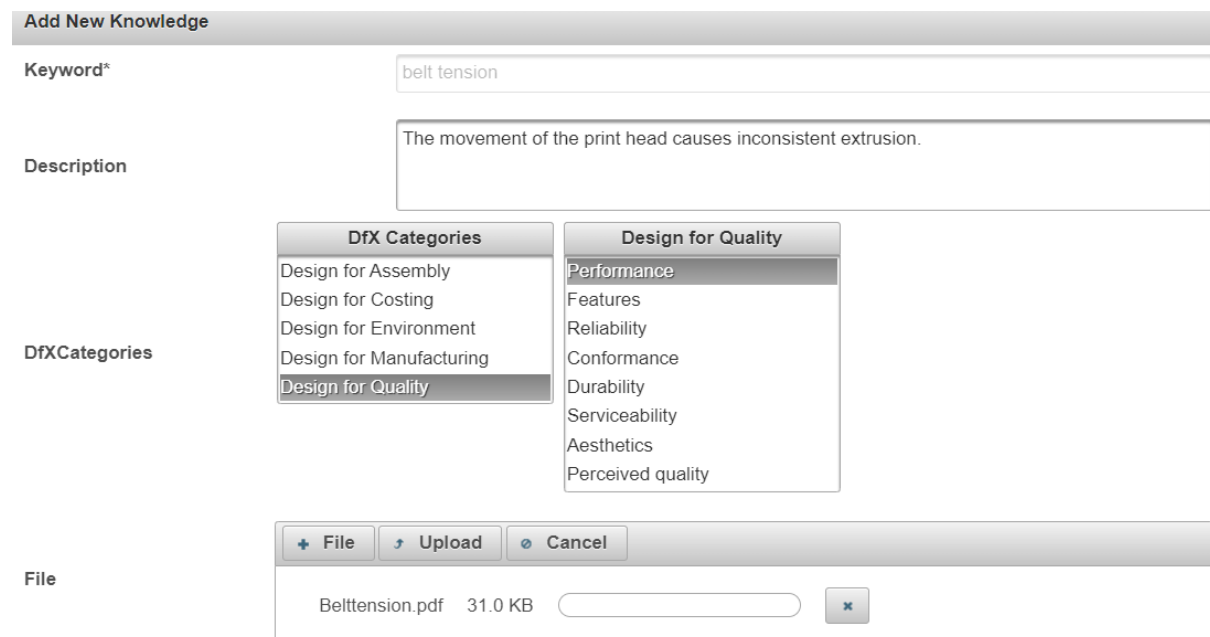 Add New Knowledge
Keyword*
belt tension
Description
The movement of the print head causes inconsistent extrusion.
DfXCategories
DfX Categories
Design for Assembly
Design for Costing
Design for Environment
Design for Manufacturing
Design for Quality
Design for Quality
Performance
Features
Reliability
Conformance
Durability
Serviceability
Aesthetics
Perceived quality
File
File Upload Cancel
Belttension.pdf 31.0 KB